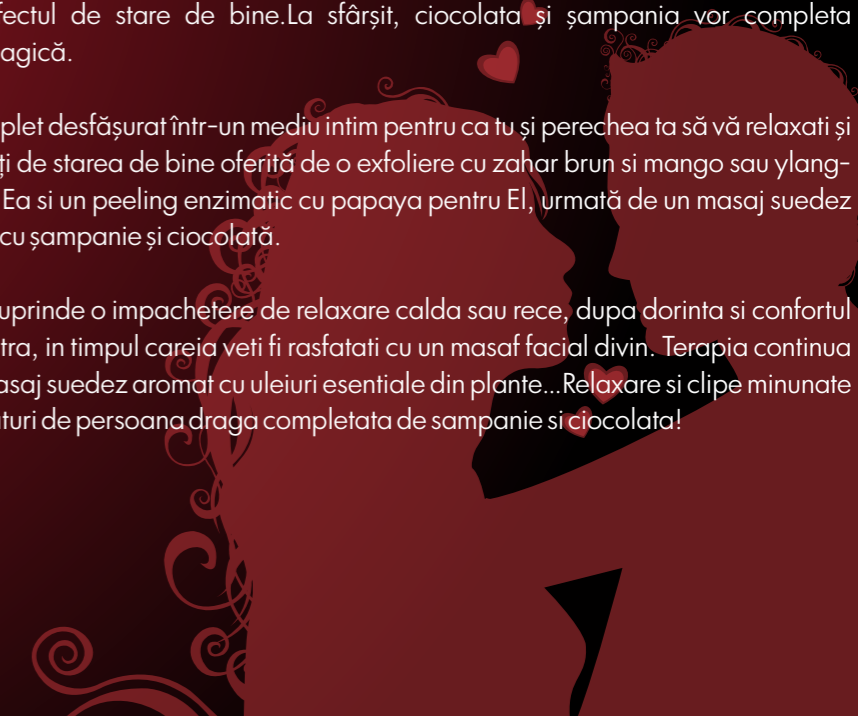 fectul de stare de bine.La sfârșit, ciocolata și șampania vor completa
agică.
plet desfășurat într-un mediu intim pentru ca tu și perechea ta să vă relaxati și
ți de starea de bine oferită de o exfoliere cu zahar brun si mango sau ylang-
Ea si un peeling enzimatic cu papaya pentru El, urmată de un masaj suedez
cu șampanie și ciocolată.
uprinde o impachetere de relaxare calda sau rece, dupa dorinta si confortul
tra, in timpul careia veti fi rasfatati cu un masaf facial divin. Terapia continua
asaj suedez aromat cu uleiuri esentiale din plante...Relaxare si clipe minunate
turi de persoana draga completata de sampanie si ciocolata!